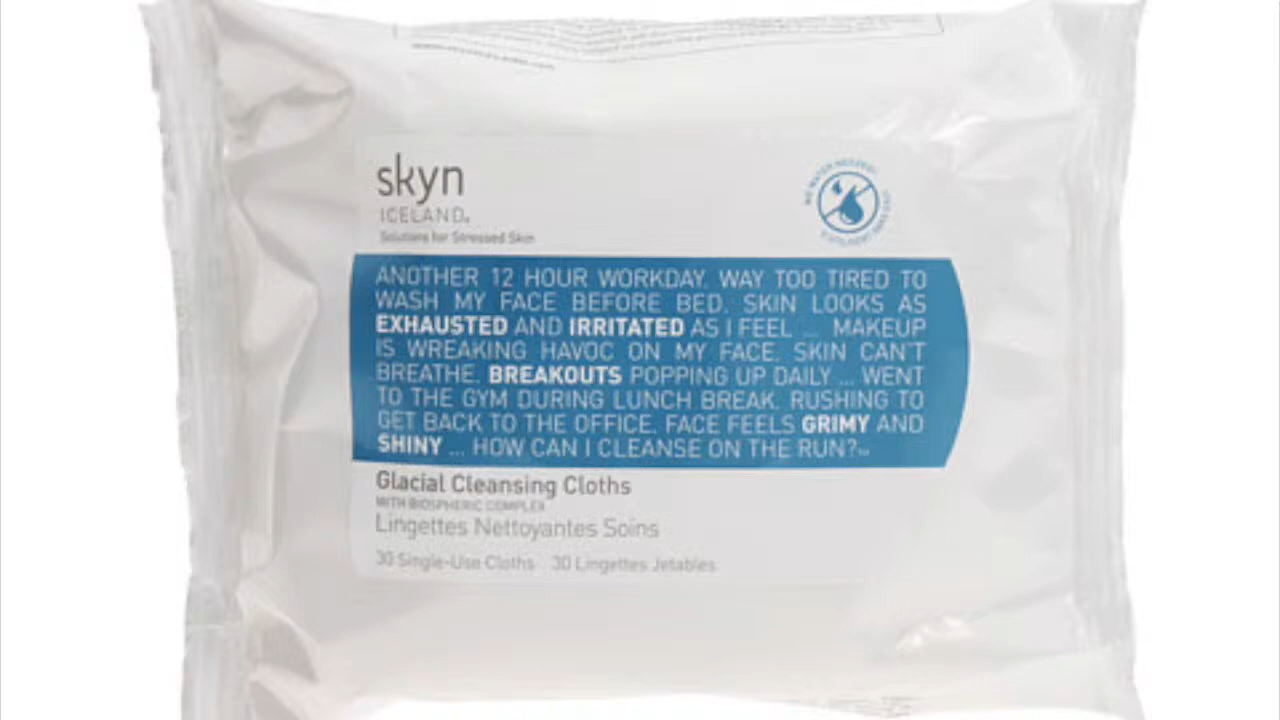 skyn
ICELAND.
Solutions for Stressed Skin
ANOTHER 12 HOUR WORKDAY. WAY TOO TIRED TO
WASH MY FACE BEFORE BED. SKIN LOOKS AS
EXHAUSTED AND IRRITATED AS I FEEL ... MAKEUP
IS WREAKING HAVOC ON MY FACE. SKIN CAN'T
BREATHE. BREAKOUTS POPPING UP DAILY ... WENT
TO THE GYM DURING LUNCH BREAK. RUSHING TO
GET BACK TO THE OFFICE. FACE FEELS GRIMY AND
SHINY ... HOW CAN I CLEANSE ON THE RUN?™
Glacial Cleansing Cloths
WITH BIOSPHERIC COMPLEX
Lingettes Nettoyantes Soins
30 Single-Use Cloths 30 Lingettes Jetables